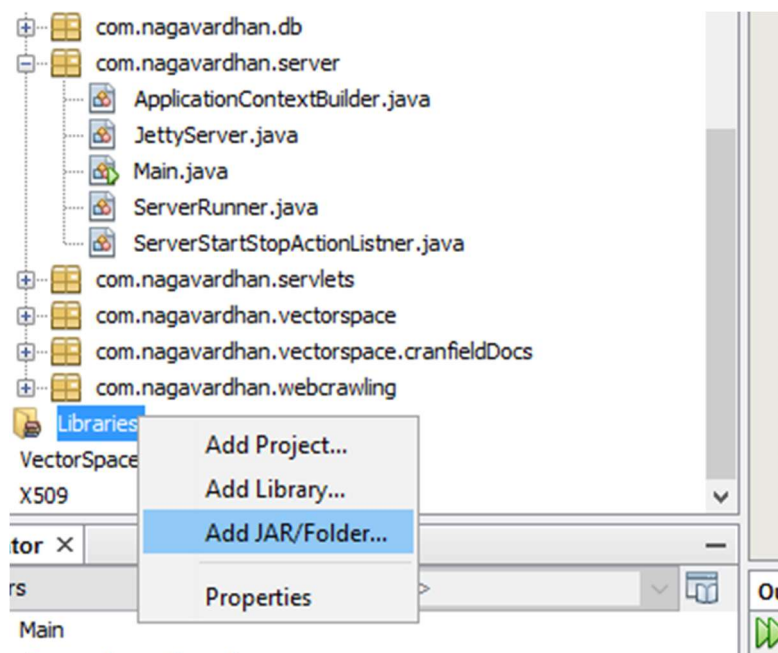 com.nagavardhan.db
com.nagavardhan.server
ApplicationContextBuilder.java
JettyServer.java
Main.java
ServerRunner.java
ServerStartStopActionListner.java
com.nagavardhan.servlets
com.nagavardhan.vectorspace
com.nagavardhan.vectorspace.cranfieldDocs
com.nagavardhan.webcrawling
Libraries
Add Project...
VectorSpace
Add Library...
X509
Add JAR/Folder...
tor
rs
Properties
Main